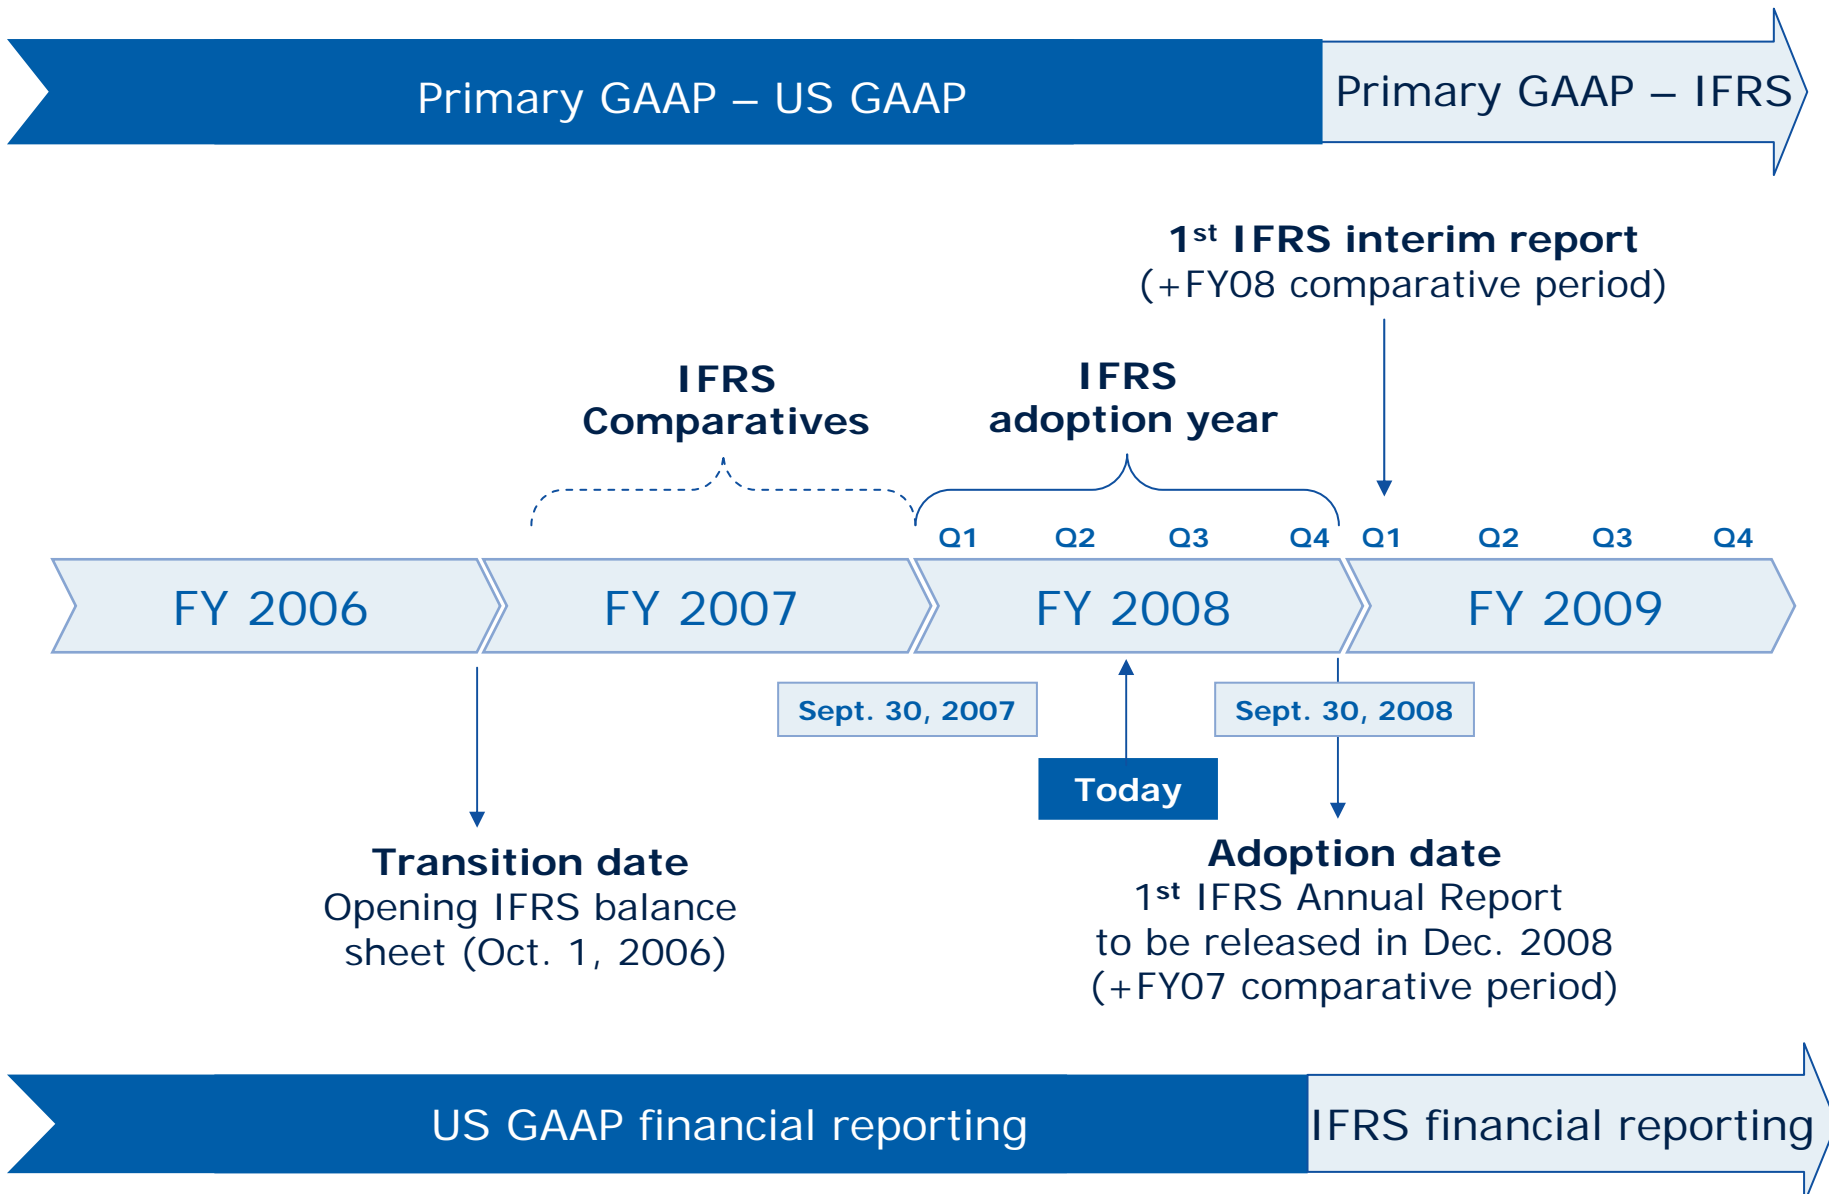 Primary GAAP – US GAAP
Primary GAAP – IFRS
1st IFRS interim report
(+FY08 comparative period)
IFRS
Comparatives
IFRS
adoption year
Q1 Q2 Q3 Q4 Q1 Q2 Q3 Q4
FY 2006 FY 2007 FY 2008 FY 2009
Sept. 30, 2007
Sept. 30, 2008
Today
Transition date
Opening IFRS balance
sheet (Oct. 1, 2006)
Adoption date
1st IFRS Annual Report
to be released in Dec. 2008
(+FY07 comparative period)
US GAAP financial reporting
IFRS financial reporting